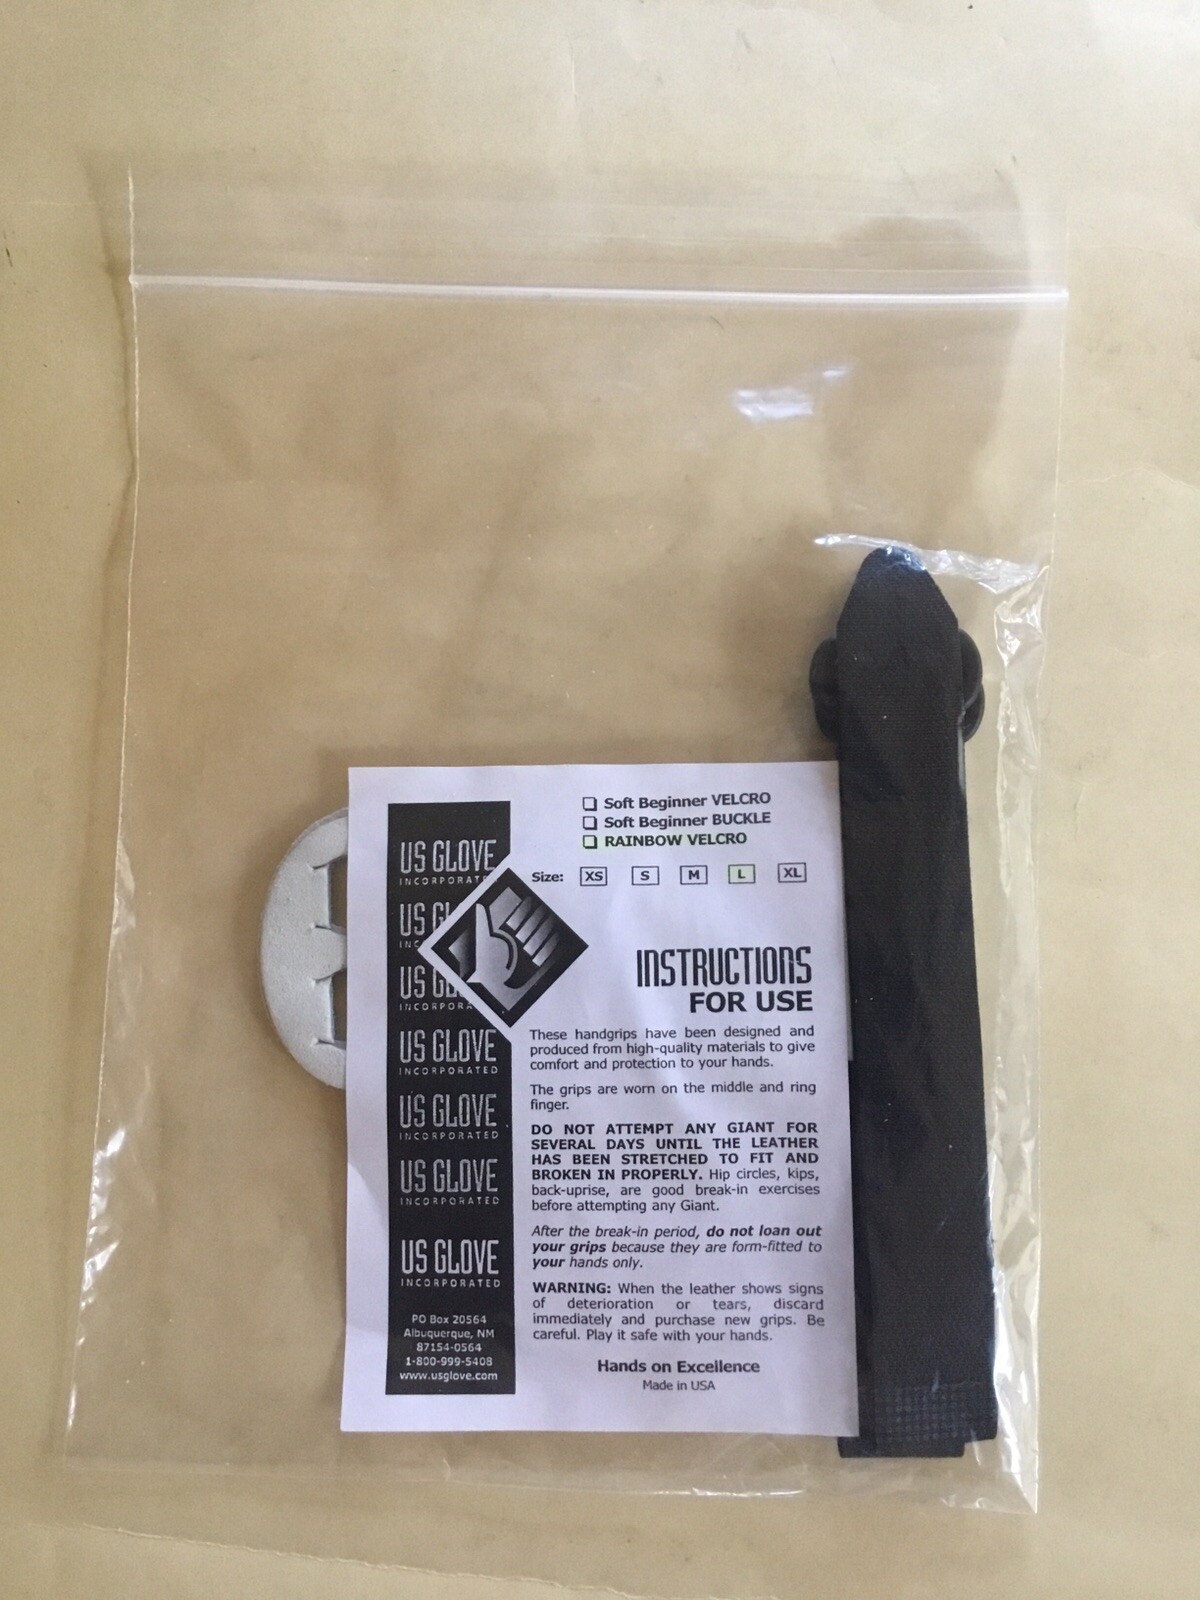 Soft Beginner VELCRO
Soft Beginner BUCKLE
RAINBOW VELCRO
Size: XS S M L XL
US GLOVE
US
US
INCORPORA
US GLOVE
INCORPORATED
US GLOVE
INCORPORATED
US GLOVE
INCORPORATED
US GLOVE
INCORPORATED
PO Box 20564
Albuquerque, NM
87154-0564
1-800-999-5408
www.usglove.com
INSTRUCTIONS
FOR USE
These handgrips have been designed and
produced from high-quality materials to give
comfort and protection to your hands.
The grips are worn on the middle and ring
finger.
DO NOT ATTEMPT ANY GIANT FOR
SEVERAL DAYS UNTIL THE LEATHER
HAS BEEN STRETCHED TO FIT AND
BROKEN IN PROPERLY. Hip circles, kips,
back-uprise, are good break-in exercises
before attempting any Giant.
After the break-in period, do not loan out
your grips because they are form-fitted to
your hands only.
WARNING: When the leather shows signs
of deterioration or tears, discard
immediately and purchase new grips. Be
careful. Play it safe with your hands.
Hands on Excellence
Made in USA